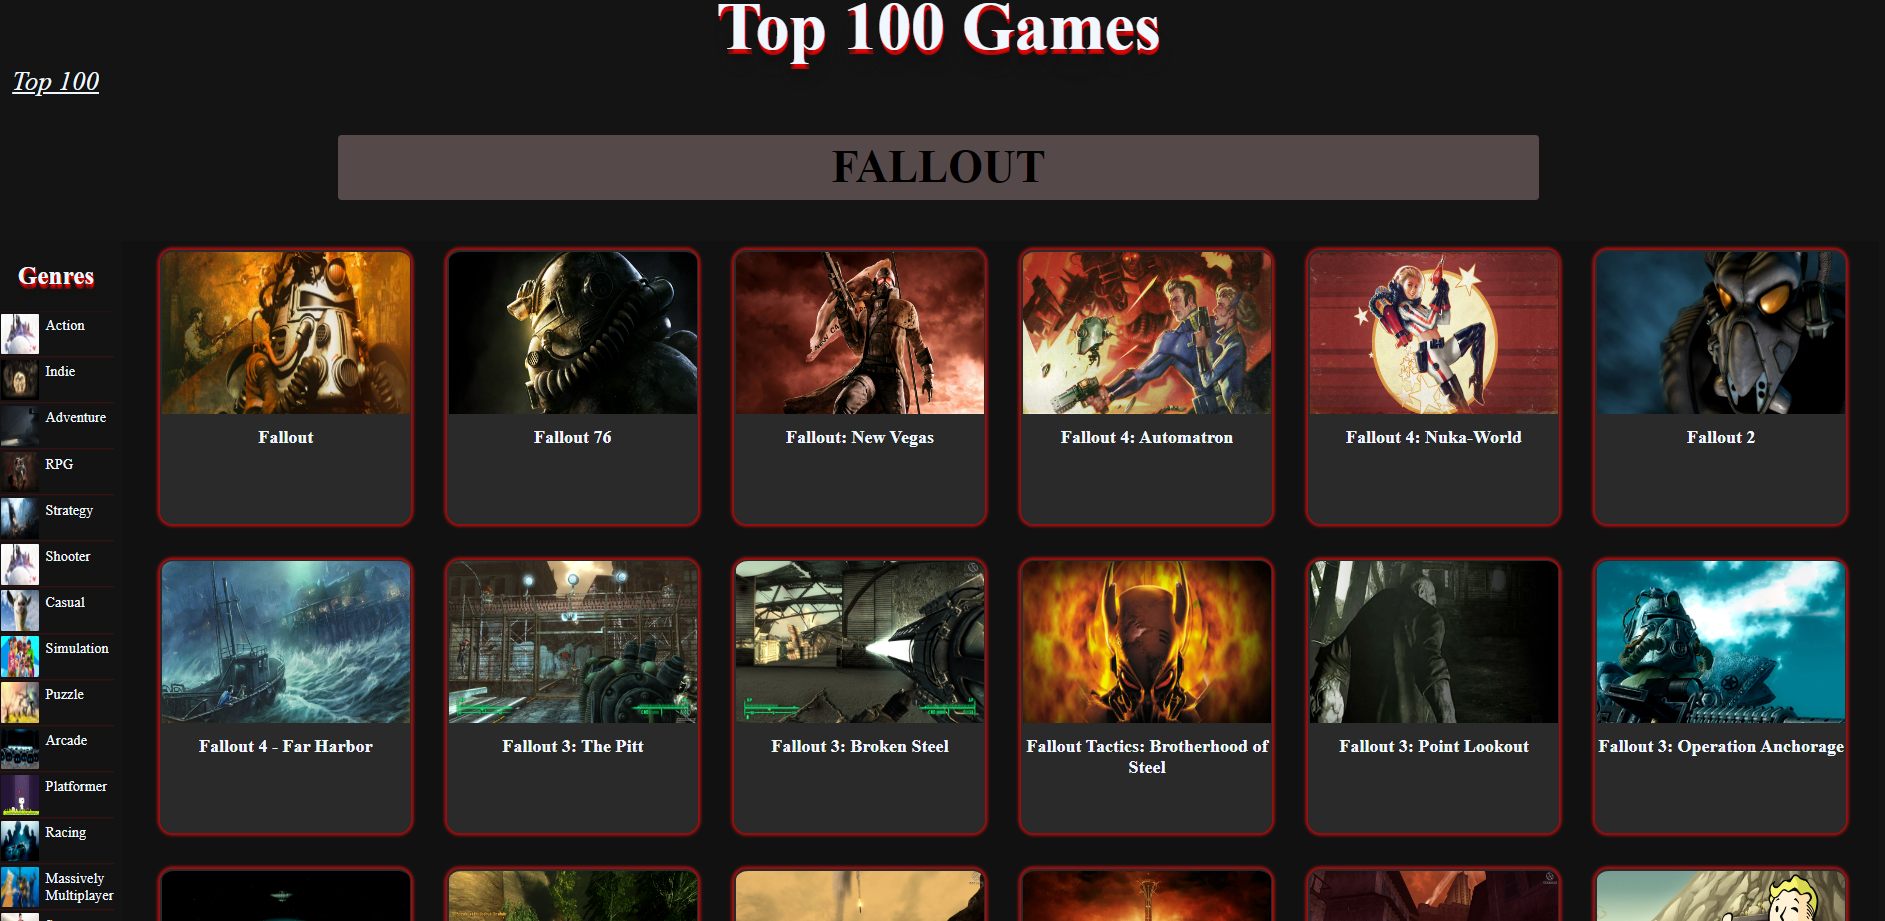 Top 100 Games
Top 100
FALLOUT
Genres
Action
Indie
Adventure
RPG
Strategy
Shooter
Casual
Simulation
Puzzle
Arcade
Platformer
Racing
Massively
Multiplayer
Fallout
Fallout 76
Fallout: New Vegas
Fallout 4: Automatron
Fallout 4: Nuka-World
Fallout 2
Fallout 4 - Far Harbor
Fallout 3: The Pitt
Fallout 3: Broken Steel
Fallout Tactics: Brotherhood of
Steel
Fallout 3: Point Lookout
Fallout 3: Operation Anchorage